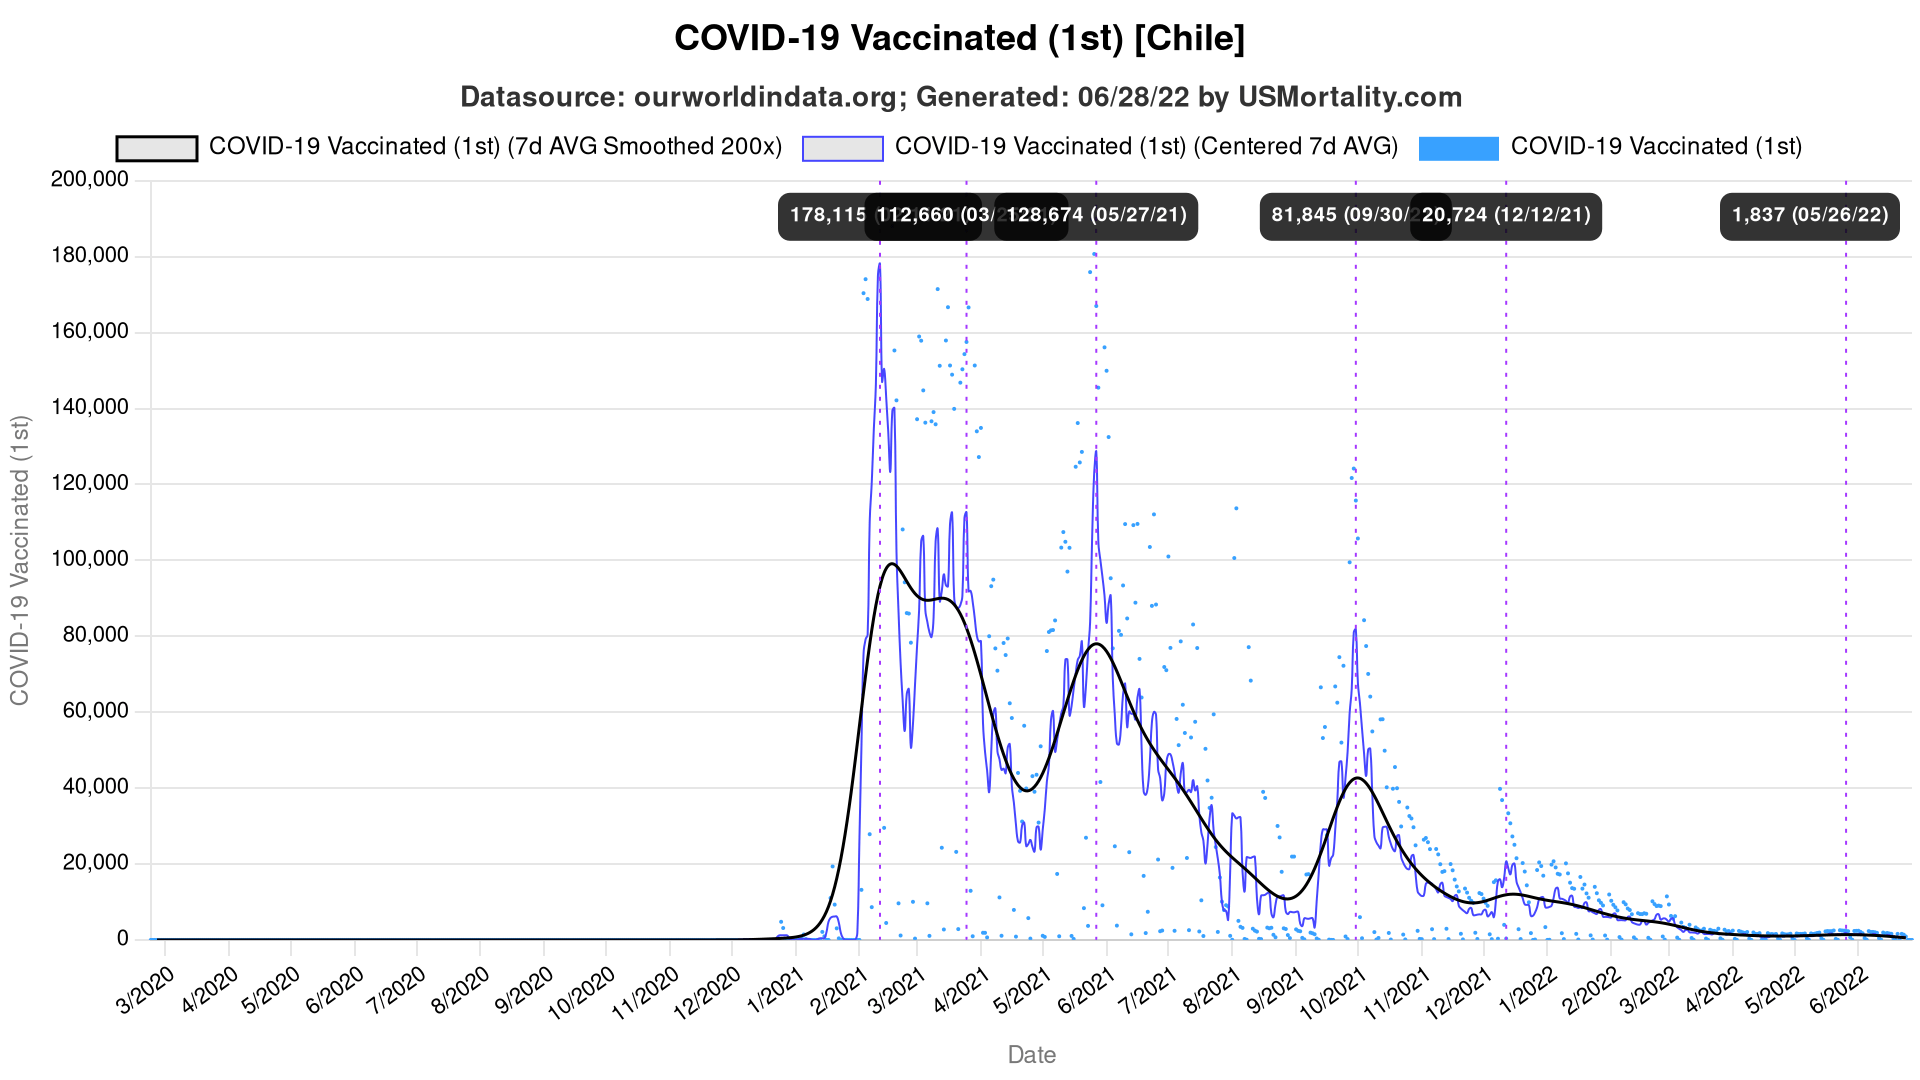 COVID-19 Vaccinated (1st) [Chile]
Datasource: ourworldindata.org; Generated: 06/28/22 by USMortality.com
COVID-19 Vaccinated (1st) (7d AVG Smoothed 200x) COVID-19 Vaccinated (1st) (Centered 7d AVG) COVID-19 Vaccinated (1st)
178,115 112,660 (03/ 128,674 (05/27/21) 81,845 (09/30/ 20,724 (12/12/21) 1,837 (05/26/22)
200,000
180,000
160,000
140,000
120,000
100,000
80,000
60,000
40,000
20,000
0
COVID-19 Vaccinated (1st)
3/2020 4/2020 5/2020 6/2020 7/2020 8/2020 9/2020 10/2020 11/2020 12/2020 1/2021 2/2021 3/2021 4/2021 5/2021 6/2021 7/2021 8/2021 9/2021 10/2021 11/2021 12/2021 1/2022 2/2022 3/2022 4/2022 5/2022 6/2022
Date